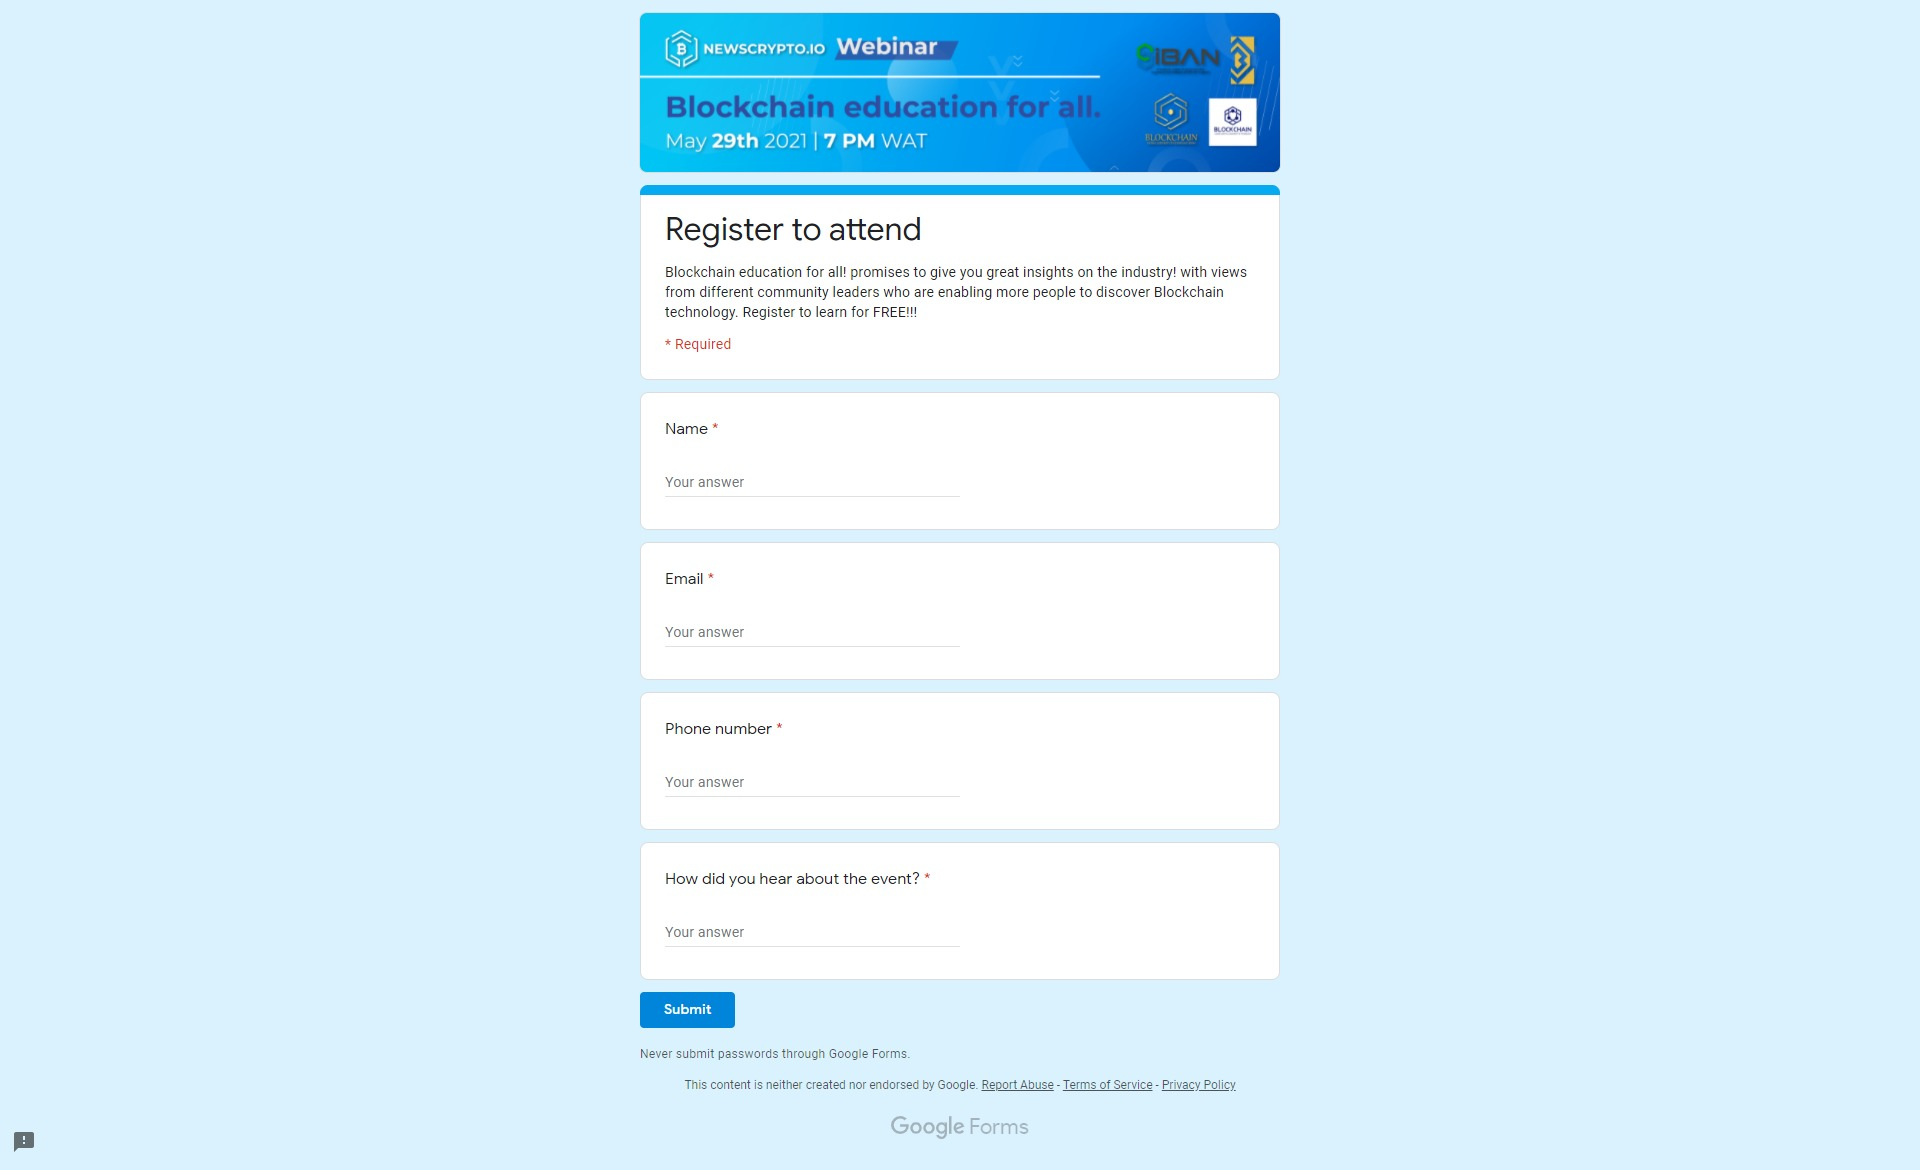 NEWSCRYPTO.IO Webinar
iBAN
Blockchain education for all.
May 29th 2021 | 7 PM WAT
BLOCKCHAIN
BLOCKCHAIN
Register to attend
Blockchain education for all! promises to give you great insights on the industry! with views
from different community leaders who are enabling more people to discover Blockchain
technology. Register to learn for FREE!!!
* Required
Name *
Your answer
Email *
Your answer
Phone number *
Your answer
How did you hear about the event? *
Your answer
Submit
Never submit passwords through Google Forms.
This content is neither created nor endorsed by Google. Report Abuse - Terms of Service - Privacy Policy
Google Forms